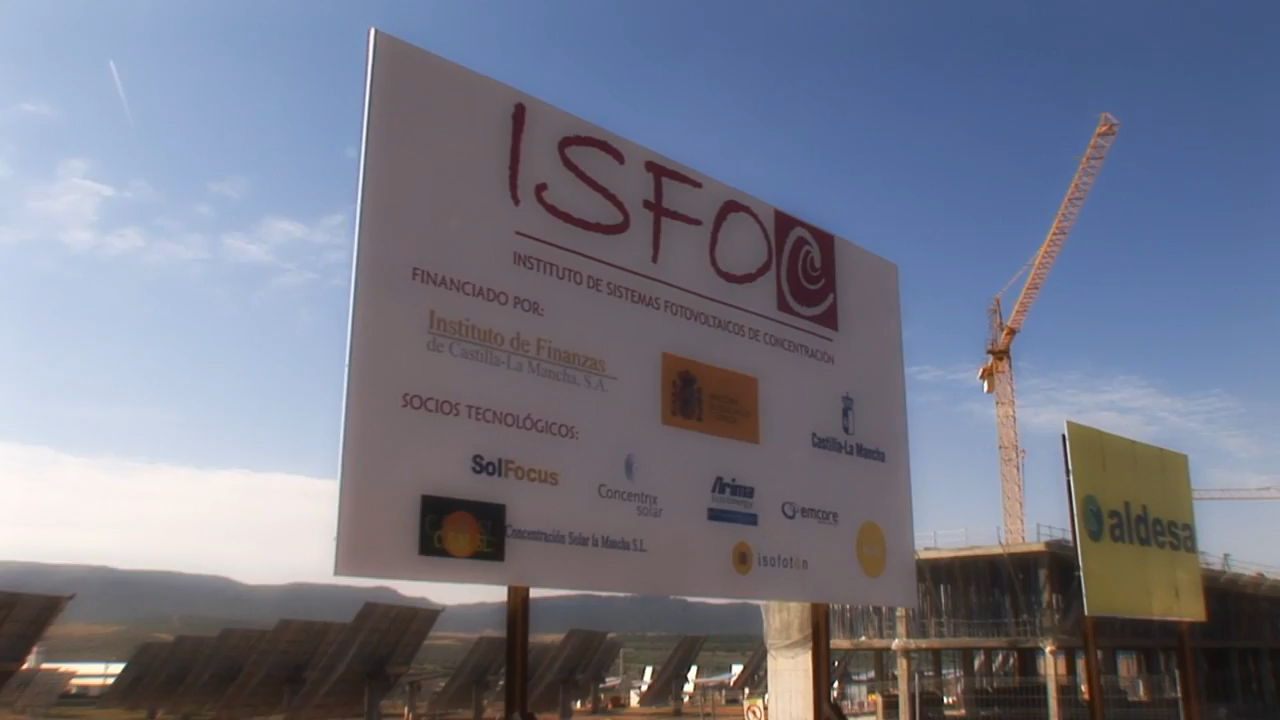 ISFOC
INSTITUTO DE SISTEMAS FOTOVOLTAICOS DE CONCENTRACIÓN
FINANCIADO POR:
Instituto de Finanzas
de Castilla-La Mancha, S.A.
Castilla-La Mancha
SOCIOS TECNOLÓGICOS:
SolFocus
Concentrix
solar
Arima
emcore
Concentración Solar la Mancha S.L.
isofotón
aldesa